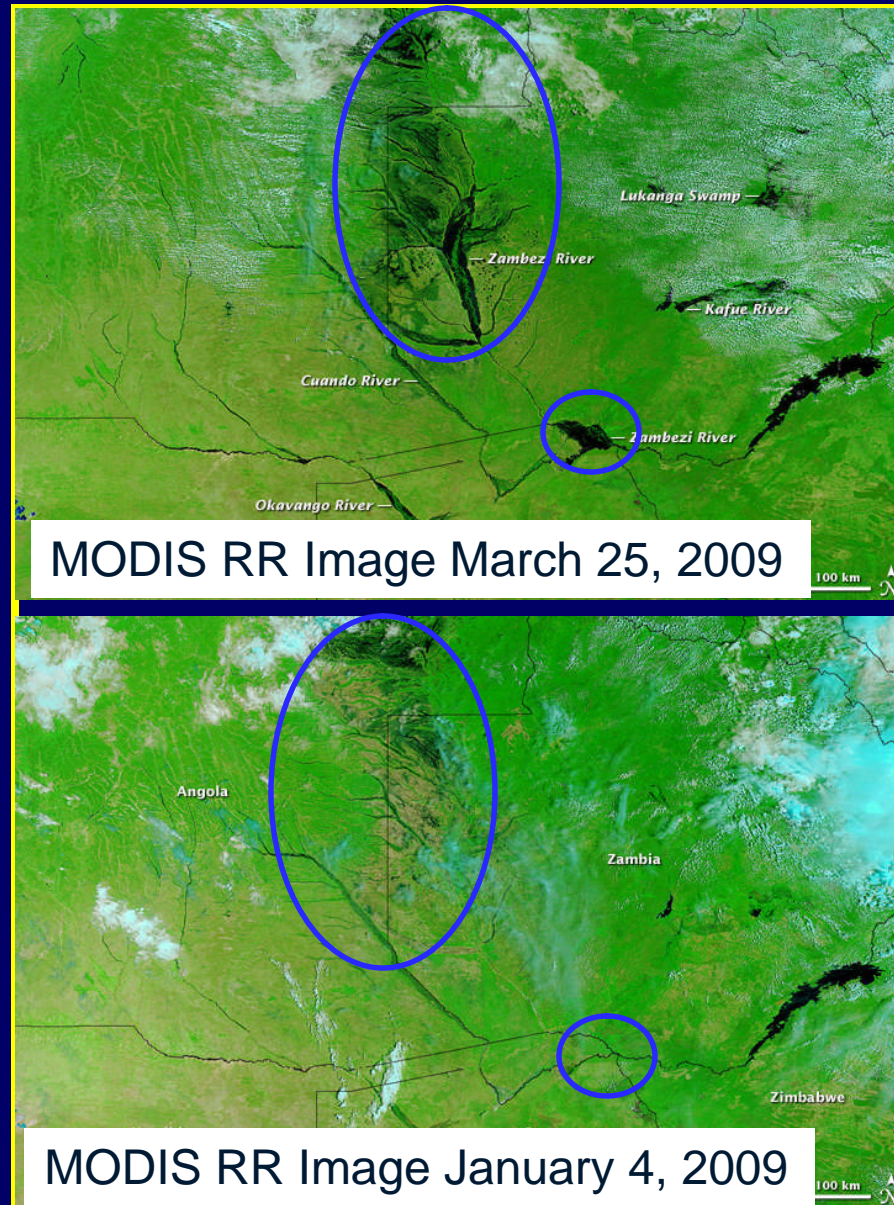 Lukanga Swamp
Zambezi River
Kafue River
Cuando River
Zambezi River
Okavango River
MODIS RR Image March 25, 2009
100 km
N
Angola
Zambia
Zimbabwe
MODIS RR Image January 4, 2009
100 km
N